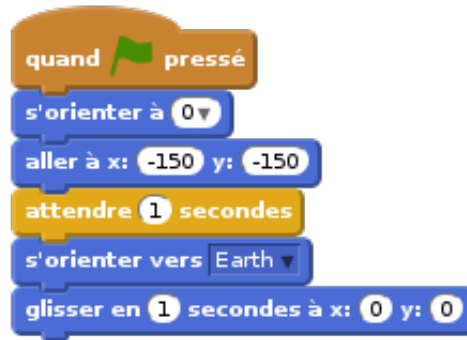 quand pressé
s'orienter à 0
aller à x: -150 y: -150
attendre 1 secondes
s'orienter vers Earth
glisser en 1 secondes à x: 0 y: 0